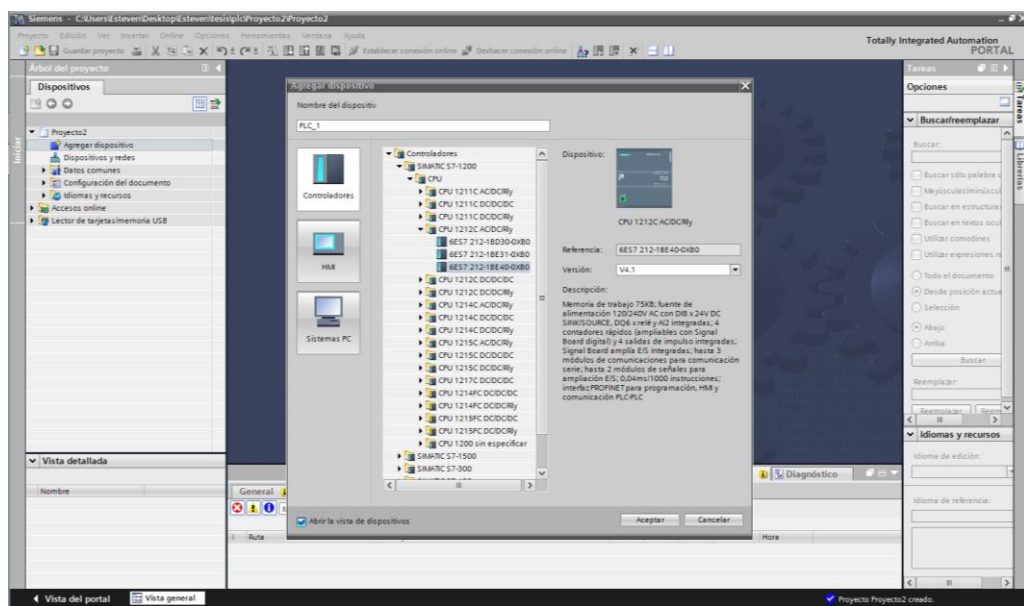 Siemens - C:\Users\Esteven\Desktop\Esteven\tesis\plc\Proyecto2\Proyecto2
Proyecto Edición Ver Insertar Online Opciones Herramientas Ventana Ayuda
Guardar proyecto
Establecer conexión online
Deshacer conexión online
Totally Integrated Automation
PORTAL
Árbol del proyecto
Dispositivos
Proyecto2
Agregar dispositivo
Dispositivos y redes
Datos comunes
Configuración del documento
Idiomas y recursos
Accesos online
Lector de tarjetas/memoria USB
Iniciar
Vista detallada
Nombre
Agregar dispositivo
Nombre del dispositiv
PLC_1
Controladores
HMI
Sistemas PC
Controladores
SIMATIC S7-1200
CPU
CPU 1211C AC/DC/Rly
CPU 1211C DC/DC/DC
CPU 1211C DC/DC/Rly
CPU 1212C AC/DC/Rly
6ES7 212-1BD30-0XB0
6ES7 212-1BE31-0XB0
6ES7 212-1BE40-0XB0
CPU 1212C DC/DC/DC
CPU 1212C DC/DC/Rly
CPU 1214C AC/DC/Rly
CPU 1214C DC/DC/DC
CPU 1214C DC/DC/Rly
CPU 1215C AC/DC/Rly
CPU 1215C DC/DC/DC
CPU 1215C DC/DC/Rly
CPU 1217C DC/DC/DC
CPU 1214FC DC/DC/DC
CPU 1214FC DC/DC/Rly
CPU 1215FC DC/DC/DC
CPU 1215FC DC/DC/Rly
CPU 1200 sin especificar
SIMATIC S7-1500
SIMATIC S7-300
Dispositivo:
CPU 1212C AC/DC/Rly
Referencia: 6ES7 212-1BE40-0XB0
Versión: V4.1
Descripción:
Memoria de trabajo 75KB; fuente de
alimentación 120/240V AC con DI8 x 24V DC
SINK/SOURCE, DQ6 x relé y AI2 integradas; 4
contadores rápidos (ampliables con Signal
Board digital) y 4 salidas de impulso integradas;
Signal Board amplía E/S integradas; hasta 3
módulos de comunicaciones para comunicación
serie; hasta 2 módulos de señales para
ampliación E/S; 0,04ms/1000 instrucciones;
interfaz PROFINET para programación, HMI y
comunicación PLC-PLC
Abrir la vista de dispositivos
Aceptar
Cancelar
General
Diagnóstico
! Ruta
Hora
Tareas
Opciones
Buscar/reemplazar
Buscar:
Buscar sólo palabra c
Mayúsculas/minúscul
Buscar en estructuras
Buscar en textos ocul
Utilizar comodines
Utilizar expresiones re
Todo el documento
Desde posición actua
Selección
Abajo
Arriba
Buscar
Reemplazar:
Reemplazar
Idiomas y recursos
Idioma de edición:
Idioma de referencia:
Tareas
Librerías
Vista del portal
Vista general
Proyecto Proyecto2 creado.